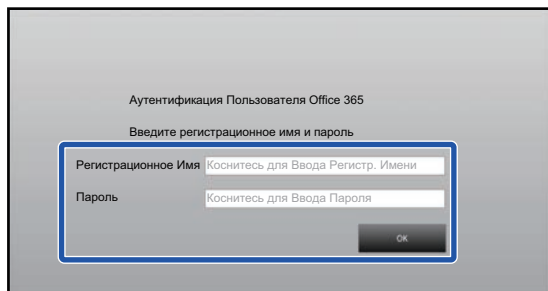 Аутентификация Пользователя Office 365
Введите регистрационное имя и пароль
Регистрационное Имя Коснитесь для Ввода Регистр. Имени
Пароль Коснитесь для Ввода Пароля
OK